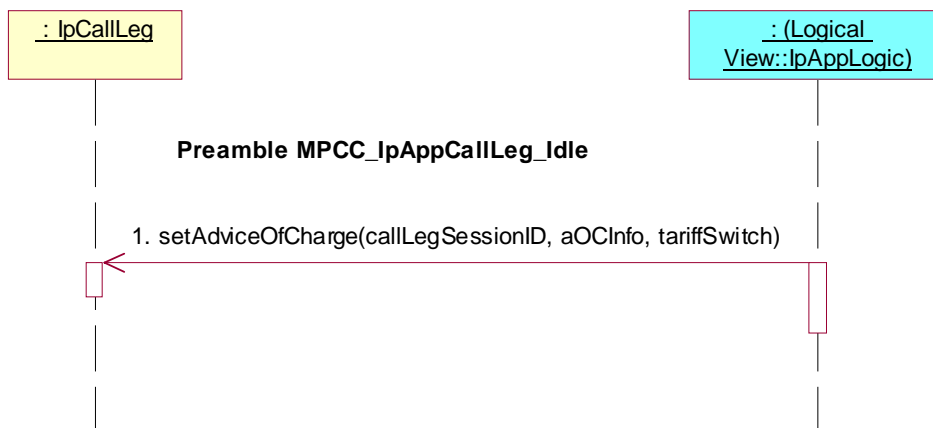 : IpCallLeg
: (Logical
View::IpAppLogic)
Preamble MPCC_IpAppCallLeg_Idle
1. setAdviceOfCharge(callLegSessionID, aOCInfo, tariffSwitch)